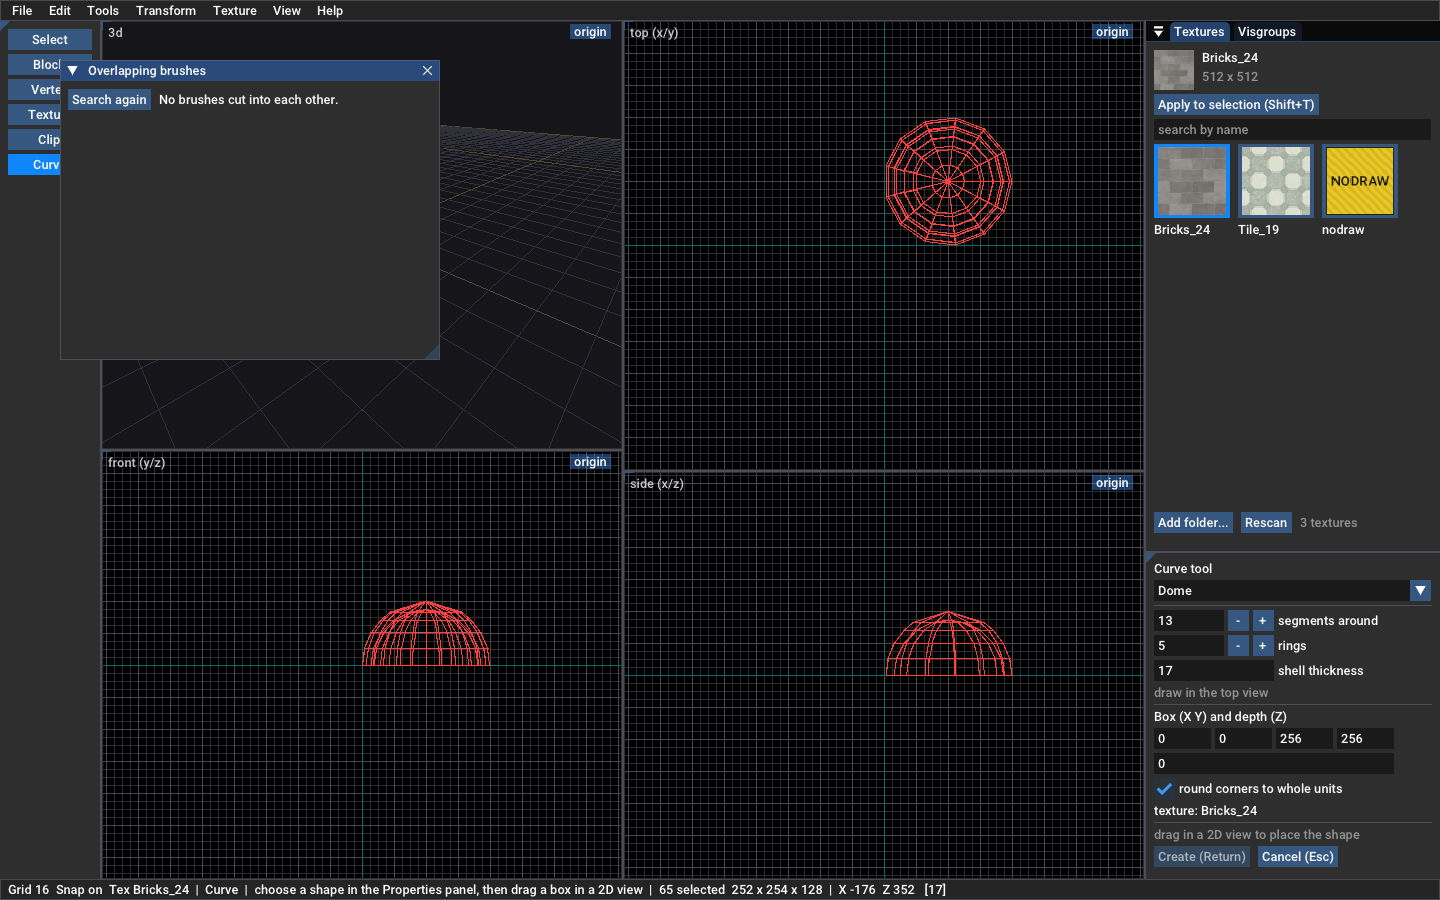 File Edit Tools Transform Texture View Help
Select
Bloc
Verte
Textu
Clip
Curv
3d
origin
Overlapping brushes
Search again No brushes cut into each other.
top (x/y)
origin
front (y/z)
origin
side (x/z)
origin
Textures Visgroups
Bricks_24
512 x 512
Apply to selection (Shift+T)
search by name
NODRAW
Bricks_24 Tile_19 nodraw
Add folder... Rescan 3 textures
Curve tool
Dome
13 - + segments around
5 - + rings
17 shell thickness
draw in the top view
Box (X Y) and depth (Z)
0 0 256 256
0
round corners to whole units
texture: Bricks_24
drag in a 2D view to place the shape
Create (Return) Cancel (Esc)
Grid 16 Snap on Tex Bricks_24 | Curve | choose a shape in the Properties panel, then drag a box in a 2D view | 65 selected 252 x 254 x 128 | X -176 Z 352 [17]